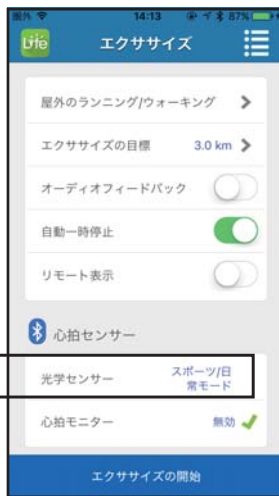 圏外 14:13 87%
Life エクササイズ
屋外のランニング/ウォーキング
エクササイズの目標 3.0 km
オーディオフィードバック
自動一時停止
リモート表示
心拍センサー
光学センサー スポーツ/日
常モード
心拍モニター 無効
エクササイズの開始